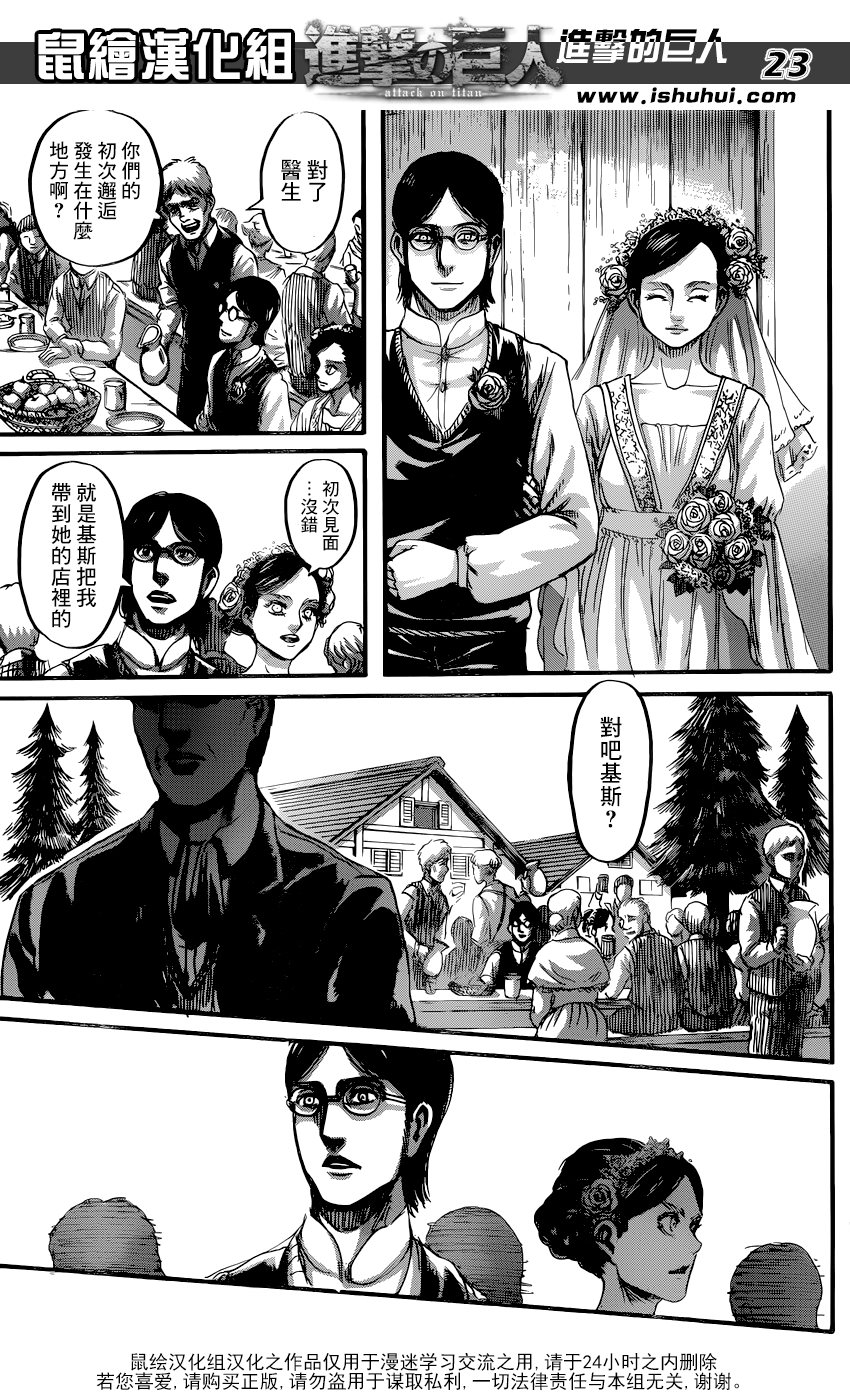 鼠繪漢化組
進撃の巨人
attack on titan
進擊的巨人
23
www.ishuhui.com
對了
醫生
你們的
初次邂逅
發生在什麼
地方啊?
初次見面
…沒錯
就是基斯把我
帶到她的店裡的
對吧基斯?
鼠绘汉化组汉化之作品仅用于漫迷学习交流之用,请于24小时之内删除
若您喜爱,请购买正版,请勿用于谋取私利,一切法律责任与本组无关,谢谢。